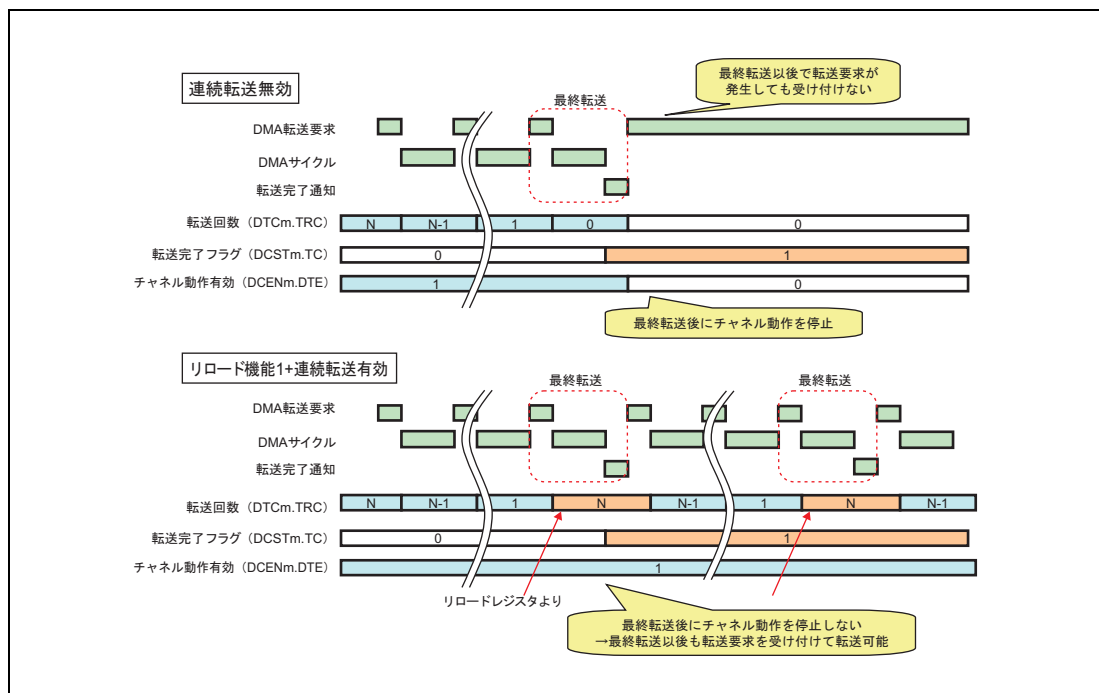 連続転送無効
最終転送以後で転送要求が
発生しても受け付けない
最終転送
DMA転送要求
DMAサイクル
転送完了通知
転送回数（DTCm.TRC） N N-1 1 0 0
転送完了フラグ（DCSTm.TC） 0 1
チャネル動作有効（DCENm.DTE） 1 0
最終転送後にチャネル動作を停止
リロード機能1+連続転送有効
最終転送 最終転送
DMA転送要求
DMAサイクル
転送完了通知
転送回数（DTCm.TRC） N N-1 1 N N-1 1 N N-1
転送完了フラグ（DCSTm.TC） 0 1
チャネル動作有効（DCENm.DTE） 1
リロードレジスタより
最終転送後にチャネル動作を停止しない
→最終転送以後も転送要求を受け付けて転送可能